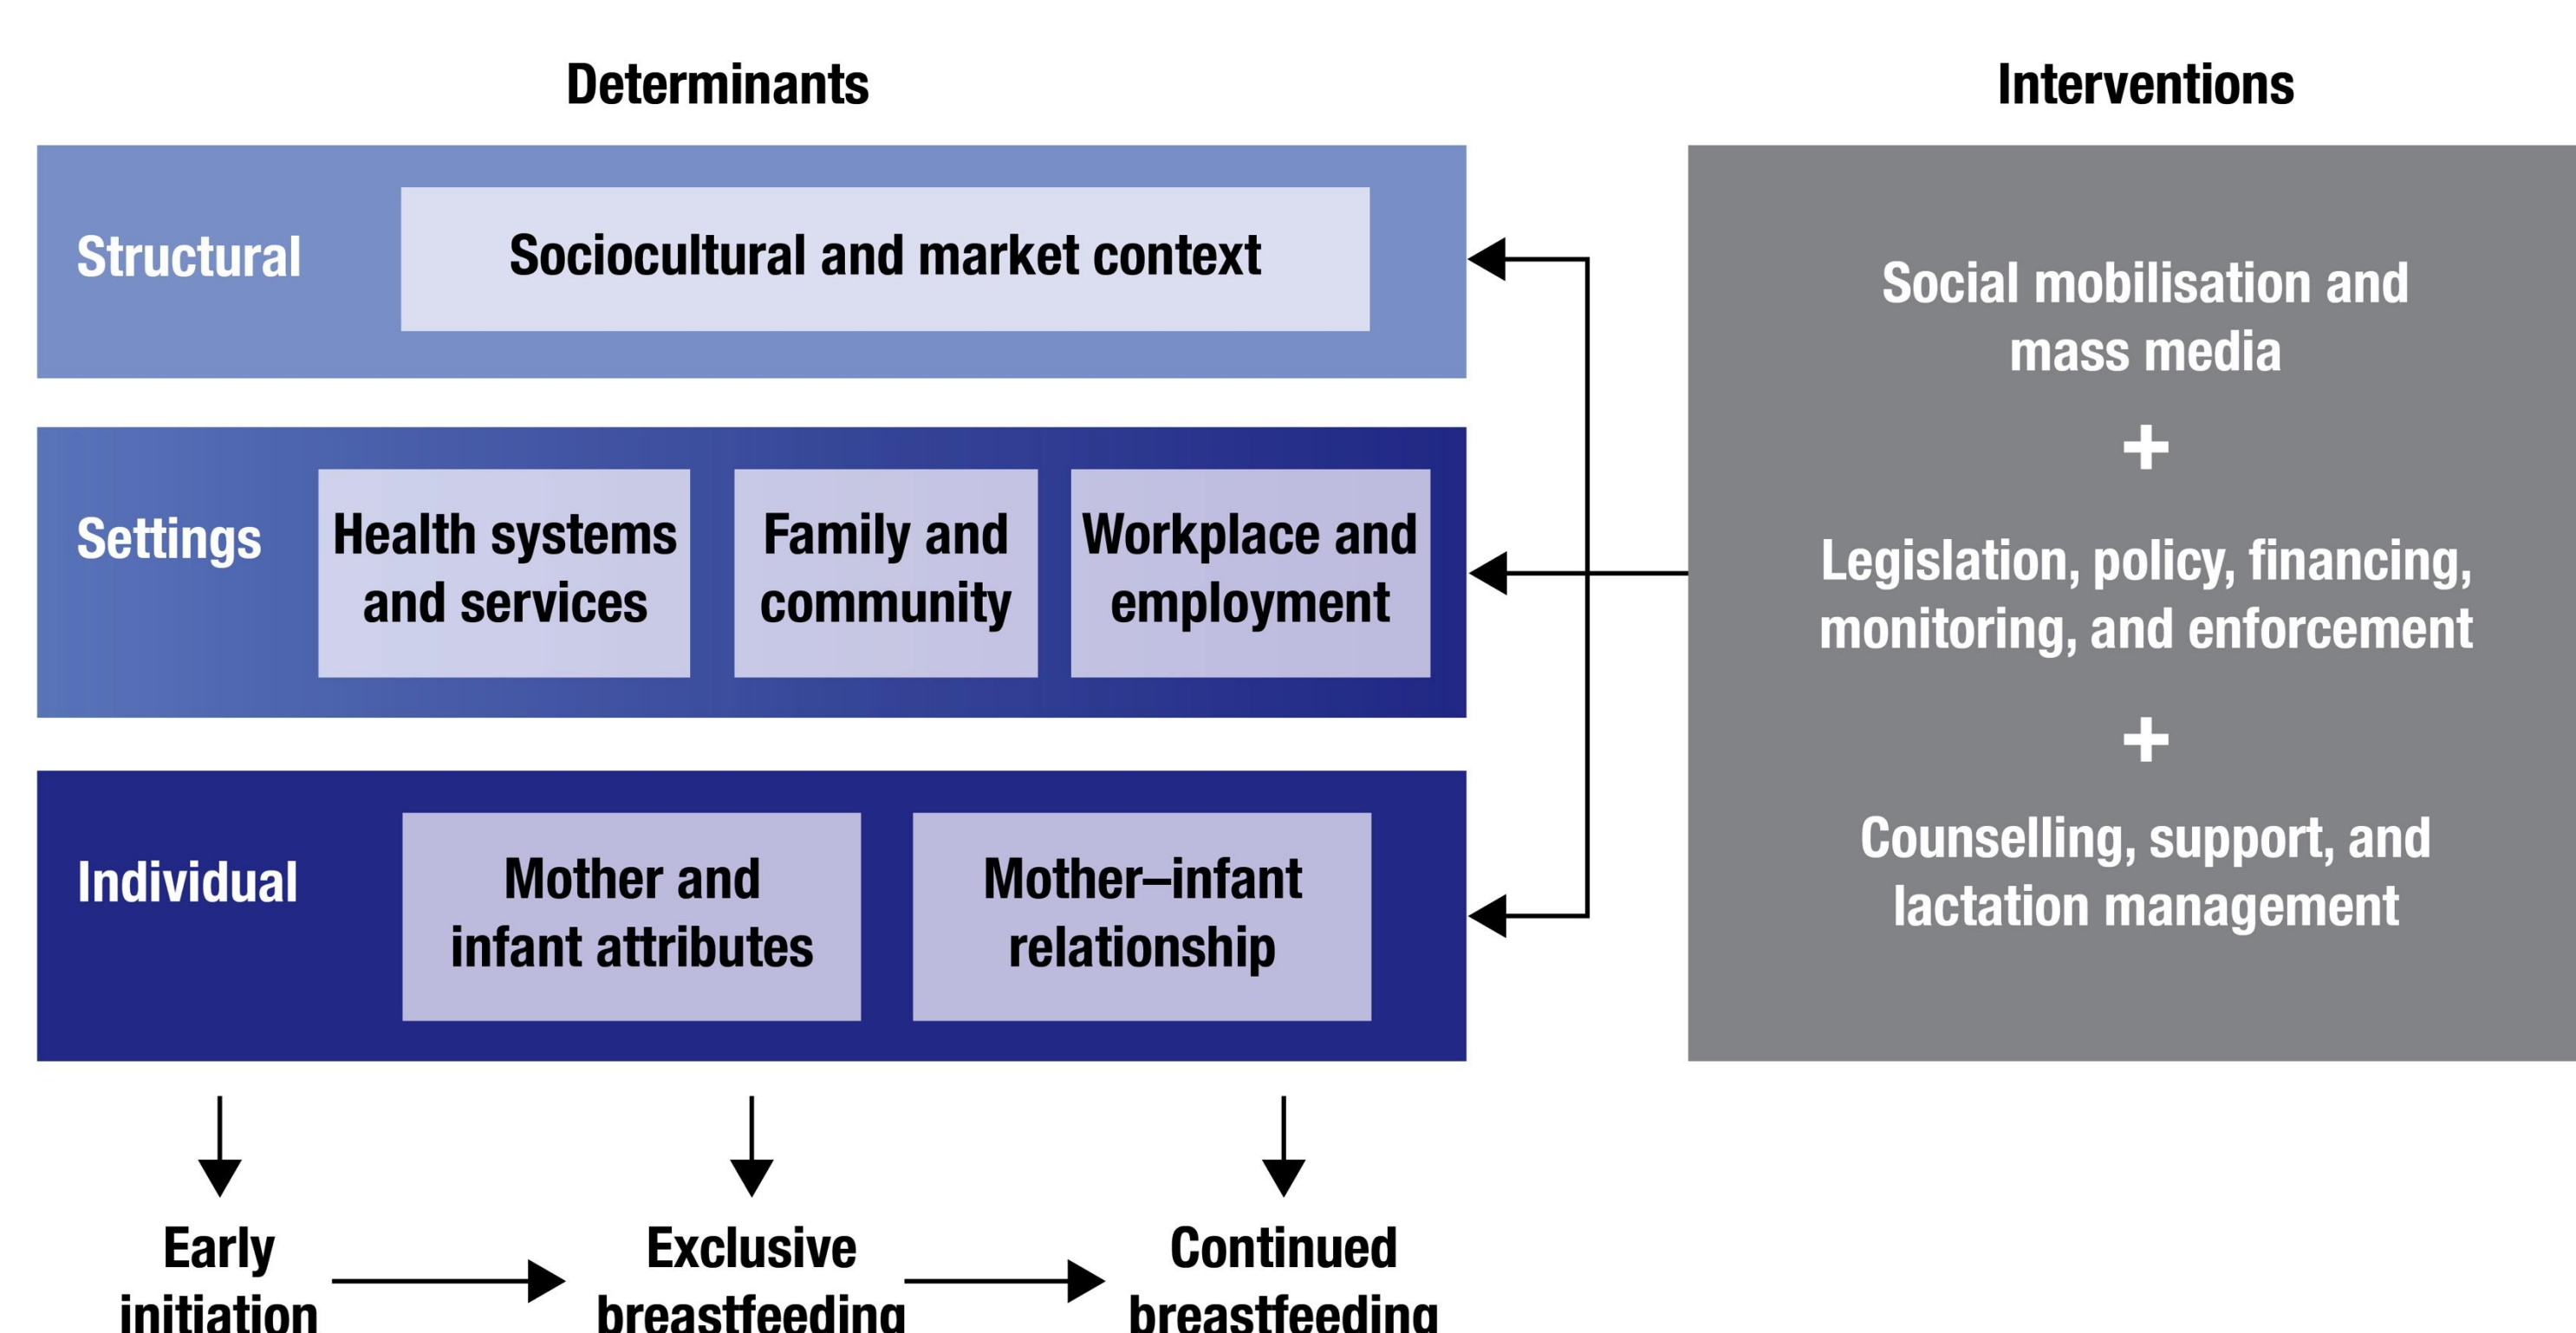 Determinants
Interventions
Structural
Sociocultural and market context
Settings
Health systems
and services
Family and
community
Workplace and
employment
Individual
Mother and
infant attributes
Mother–infant
relationship
Social mobilisation and
mass media
+
Legislation, policy, financing,
monitoring, and enforcement
+
Counselling, support, and
lactation management
Early
initiation
Exclusive
breastfeeding
Continued
breastfeeding